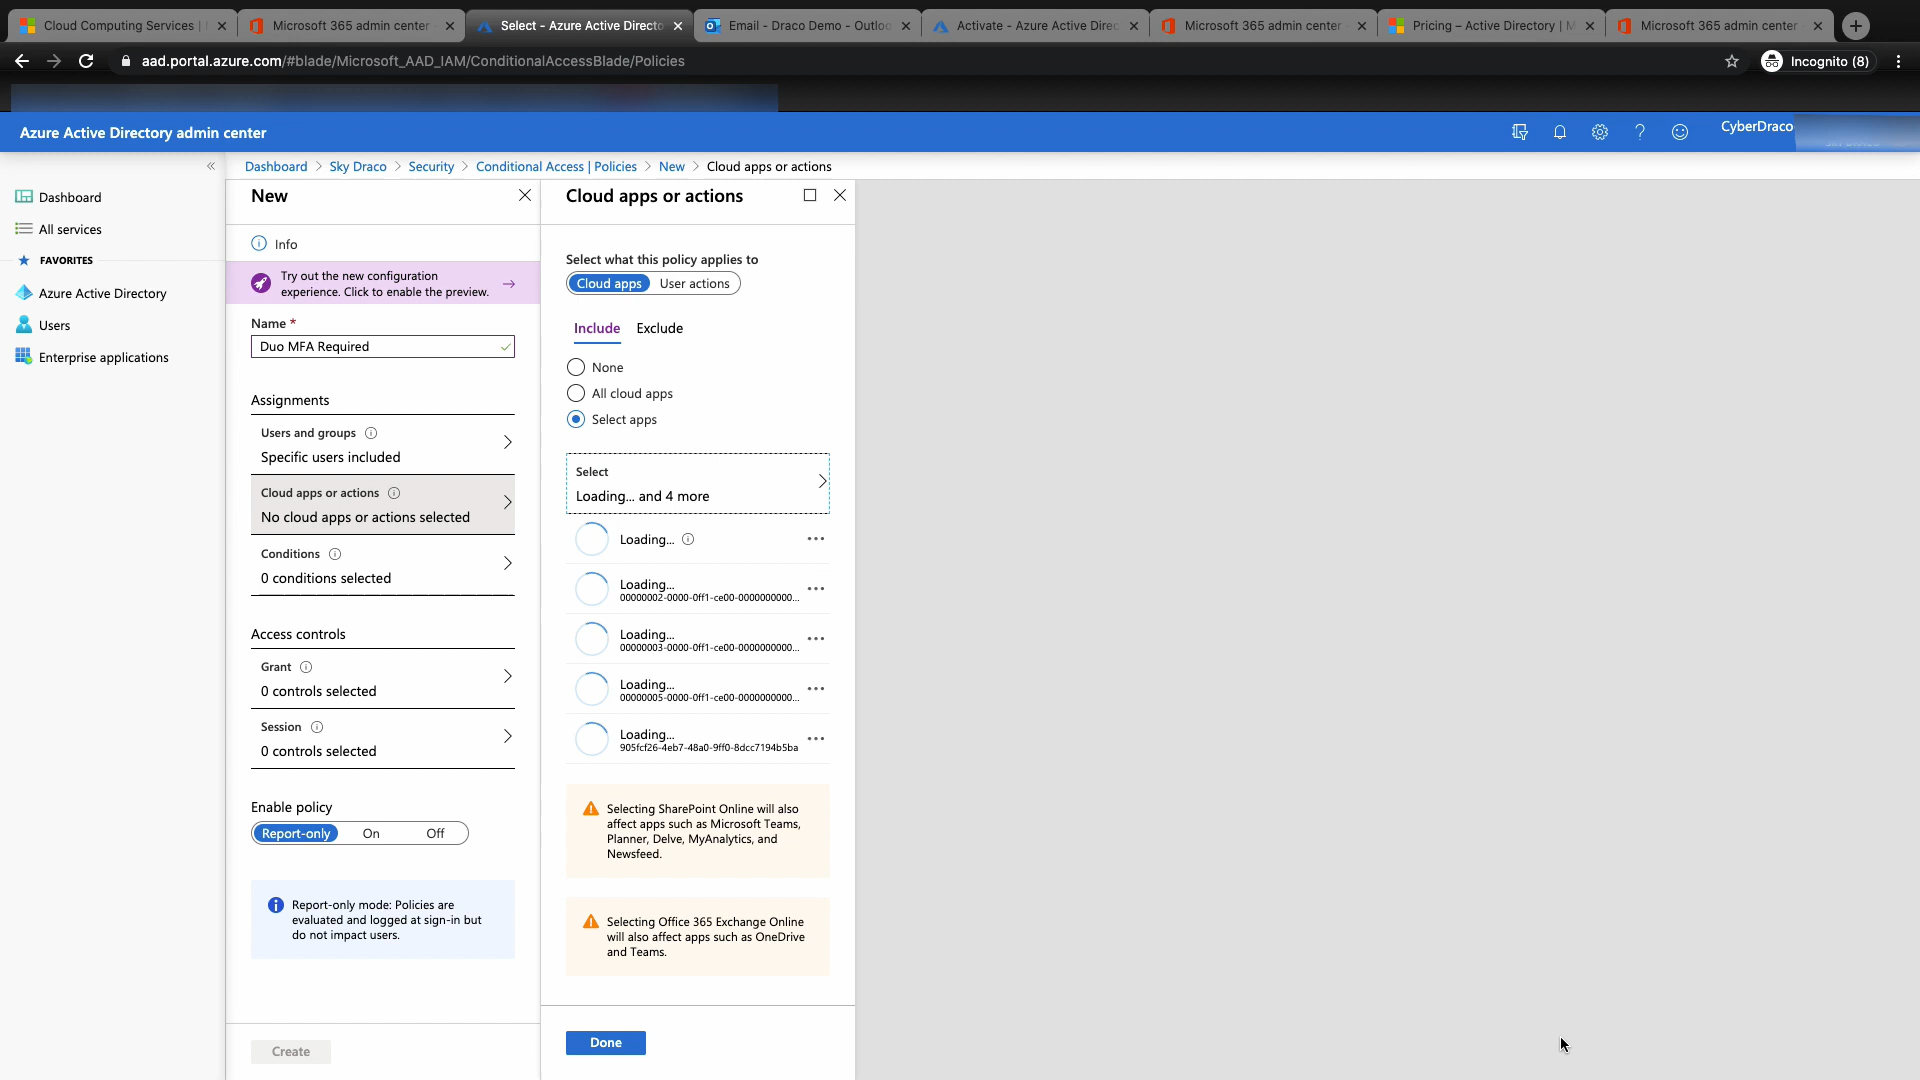 Cloud Computing Services |
Microsoft 365 admin center -
Select - Azure Active Directo
Email - Draco Demo - Outloo
Activate - Azure Active Direc
Microsoft 365 admin center -
Pricing – Active Directory | M
Microsoft 365 admin center -
aad.portal.azure.com/#blade/Microsoft_AAD_IAM/ConditionalAccessBlade/Policies
Incognito (8)
Azure Active Directory admin center
CyberDraco
Dashboard > Sky Draco > Security > Conditional Access | Policies > New > Cloud apps or actions
Dashboard
All services
FAVORITES
Azure Active Directory
Users
Enterprise applications
New
Info
Try out the new configuration
experience. Click to enable the preview.
Name *
Duo MFA Required
Assignments
Users and groups
Specific users included
Cloud apps or actions
No cloud apps or actions selected
Conditions
0 conditions selected
Access controls
Grant
0 controls selected
Session
0 controls selected
Enable policy
Report-only On Off
Report-only mode: Policies are
evaluated and logged at sign-in but
do not impact users.
Create
Cloud apps or actions
Select what this policy applies to
Cloud apps User actions
Include Exclude
None
All cloud apps
Select apps
Select
Loading... and 4 more
Loading...
Loading...
00000002-0000-0ff1-ce00-0000000000...
Loading...
00000003-0000-0ff1-ce00-0000000000...
Loading...
00000005-0000-0ff1-ce00-0000000000...
Loading...
905fcf26-4eb7-48a0-9ff0-8dcc7194b5ba
Selecting SharePoint Online will also
affect apps such as Microsoft Teams,
Planner, Delve, MyAnalytics, and
Newsfeed.
Selecting Office 365 Exchange Online
will also affect apps such as OneDrive
and Teams.
Done